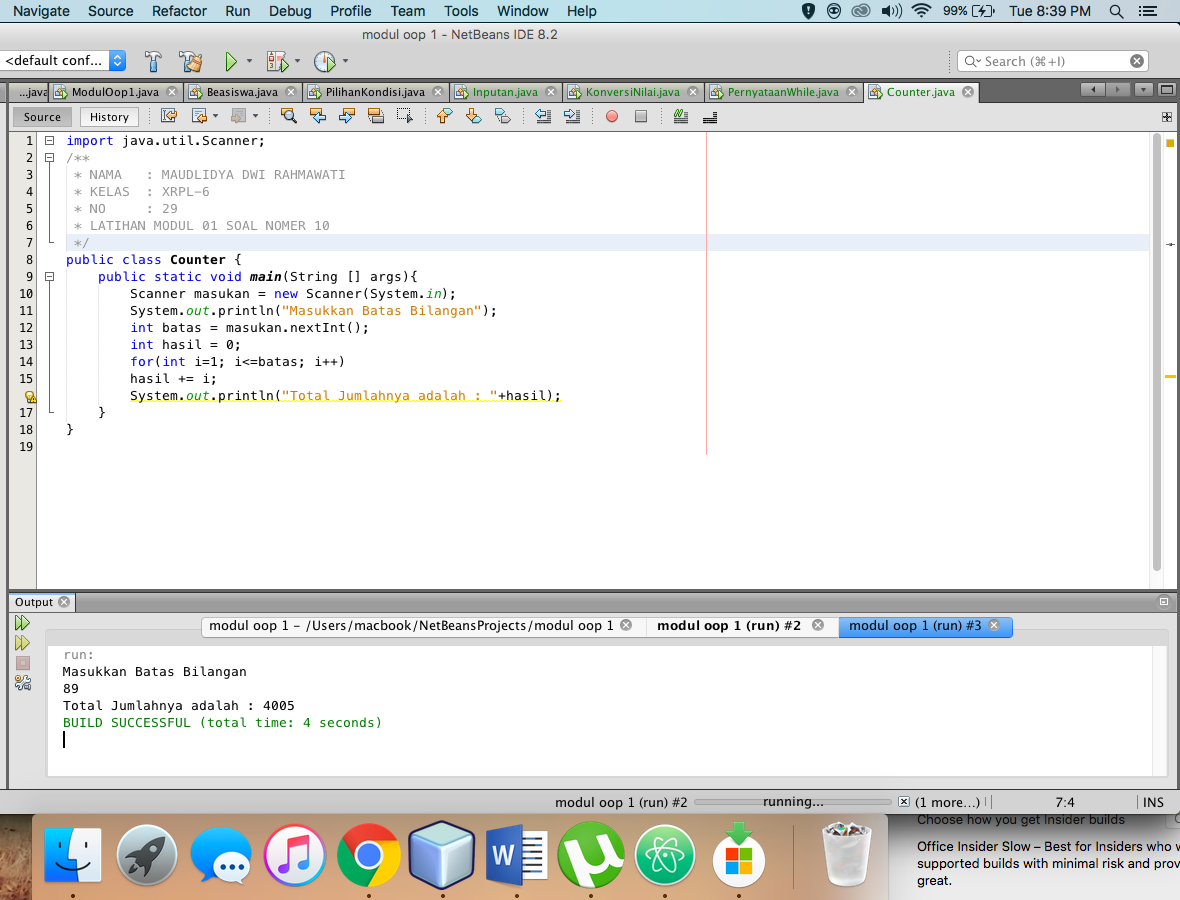 Navigate Source Refactor Run Debug Profile Team Tools Window Help 99% Tue 8:39 PM
modul oop 1 - NetBeans IDE 8.2
<default conf... Search (⌘+I)
...java ModulOop1.java Beasiswa.java PilihanKondisi.java Inputan.java KonversiNilai.java PernyataanWhile.java Counter.java
Source History
1 import java.util.Scanner;
2 /**
3 * NAMA : MAUDLIDYA DWI RAHMAWATI
4 * KELAS : XRPL-6
5 * NO : 29
6 * LATIHAN MODUL 01 SOAL NOMER 10
7 */
8 public class Counter {
9 public static void main(String [] args){
10 Scanner masukan = new Scanner(System.in);
11 System.out.println("Masukkan Batas Bilangan");
12 int batas = masukan.nextInt();
13 int hasil = 0;
14 for(int i=1; i<=batas; i++)
15 hasil += i;
System.out.println("Total Jumlahnya adalah : "+hasil);
17 }
18 }
19
Output
modul oop 1 - /Users/macbook/NetBeansProjects/modul oop 1 modul oop 1 (run) #2 modul oop 1 (run) #3
run:
Masukkan Batas Bilangan
89
Total Jumlahnya adalah : 4005
BUILD SUCCESSFUL (total time: 4 seconds)
modul oop 1 (run) #2 running... (1 more...) 7:4 INS
Choose how you get Insider builds
Office Insider Slow – Best for Insiders who w
supported builds with minimal risk and prov
great.
W